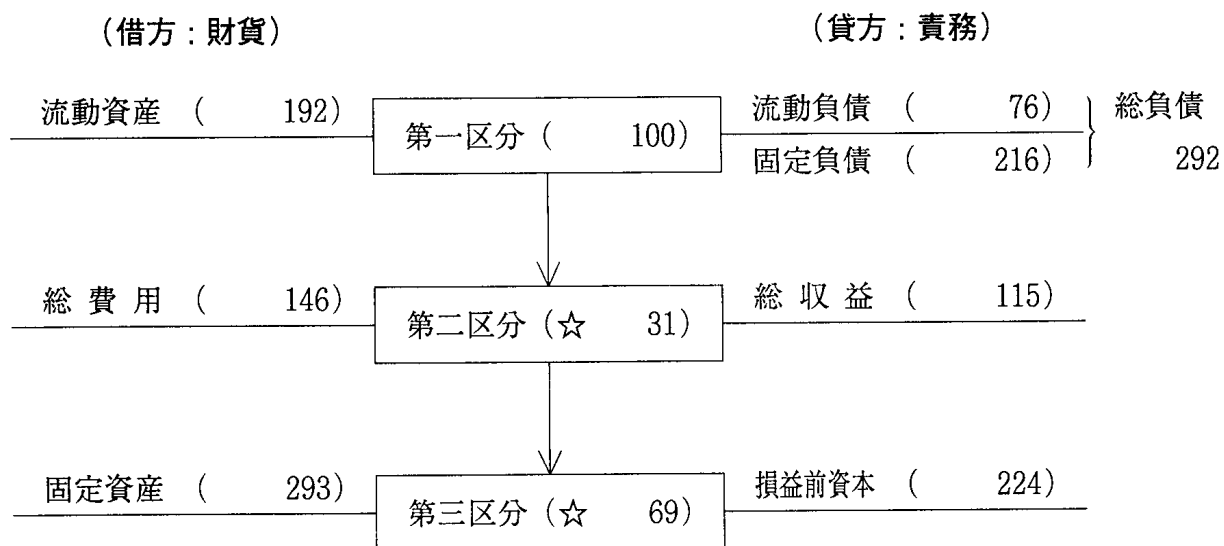 (借方：財貨) (貸方：責務)
流動資産 ( 192) 第一区分 ( 100) 流動負債 ( 76) 総負債
固定負債 ( 216) 292
総費用 ( 146) 第二区分 (☆ 31) 総収益 ( 115)
固定資産 ( 293) 第三区分 (☆ 69) 損益前資本 ( 224)